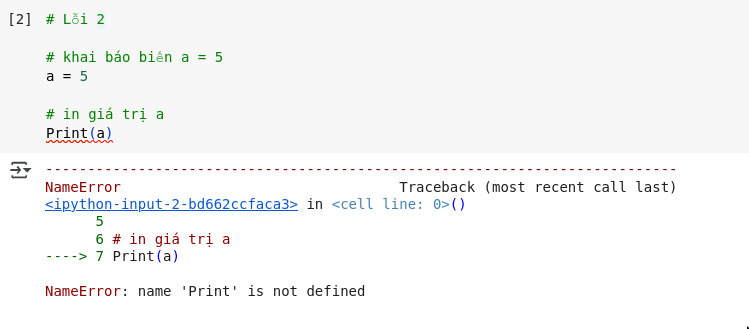 [2] # Lỗi 2
# khai báo biến a = 5
a = 5
# in giá trị a
Print(a)
---------------------------------------------------------------------------
NameError                                 Traceback (most recent call last)
<ipython-input-2-bd662ccfaca3> in <cell line: 0>()
      5
      6 # in giá trị a
----> 7 Print(a)
NameError: name 'Print' is not defined